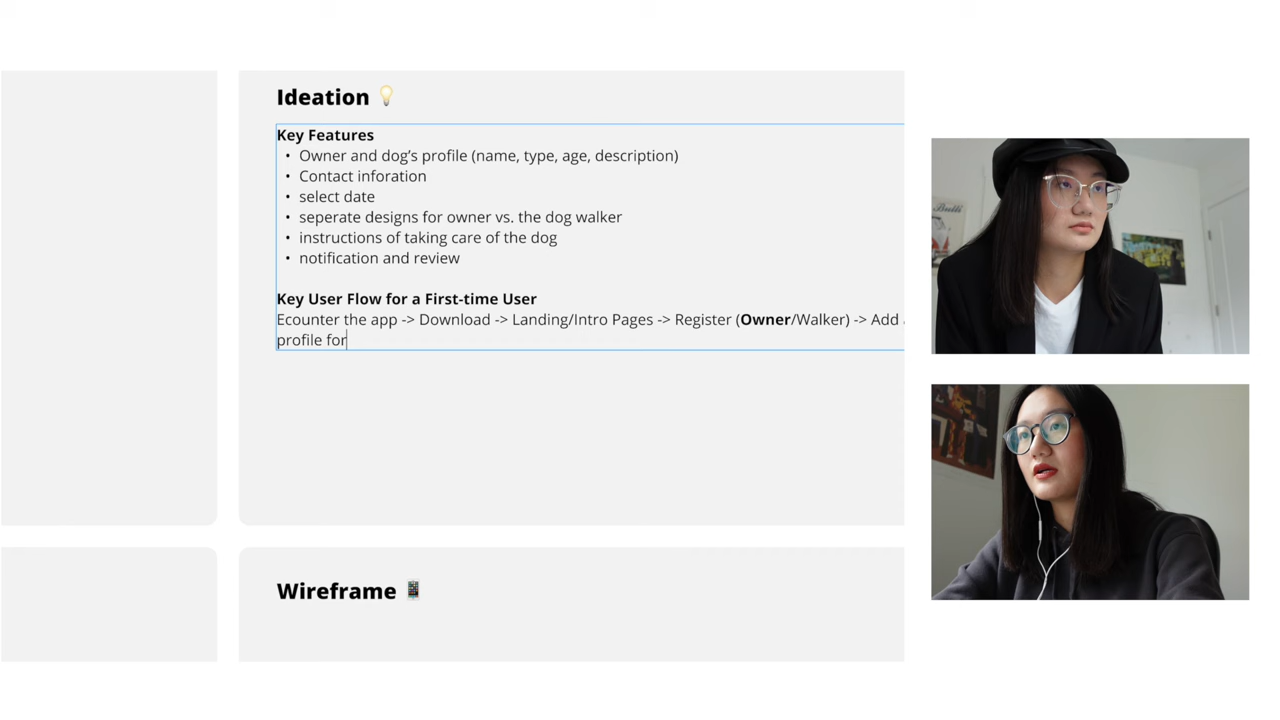 Ideation 💡
Key Features
• Owner and dog's profile (name, type, age, description)
• Contact inforation
• select date
• seperate designs for owner vs. the dog walker
• instructions of taking care of the dog
• notification and review
Key User Flow for a First-time User
Ecounter the app -> Download -> Landing/Intro Pages -> Register (Owner/Walker) -> Add
profile for
Wireframe 📱